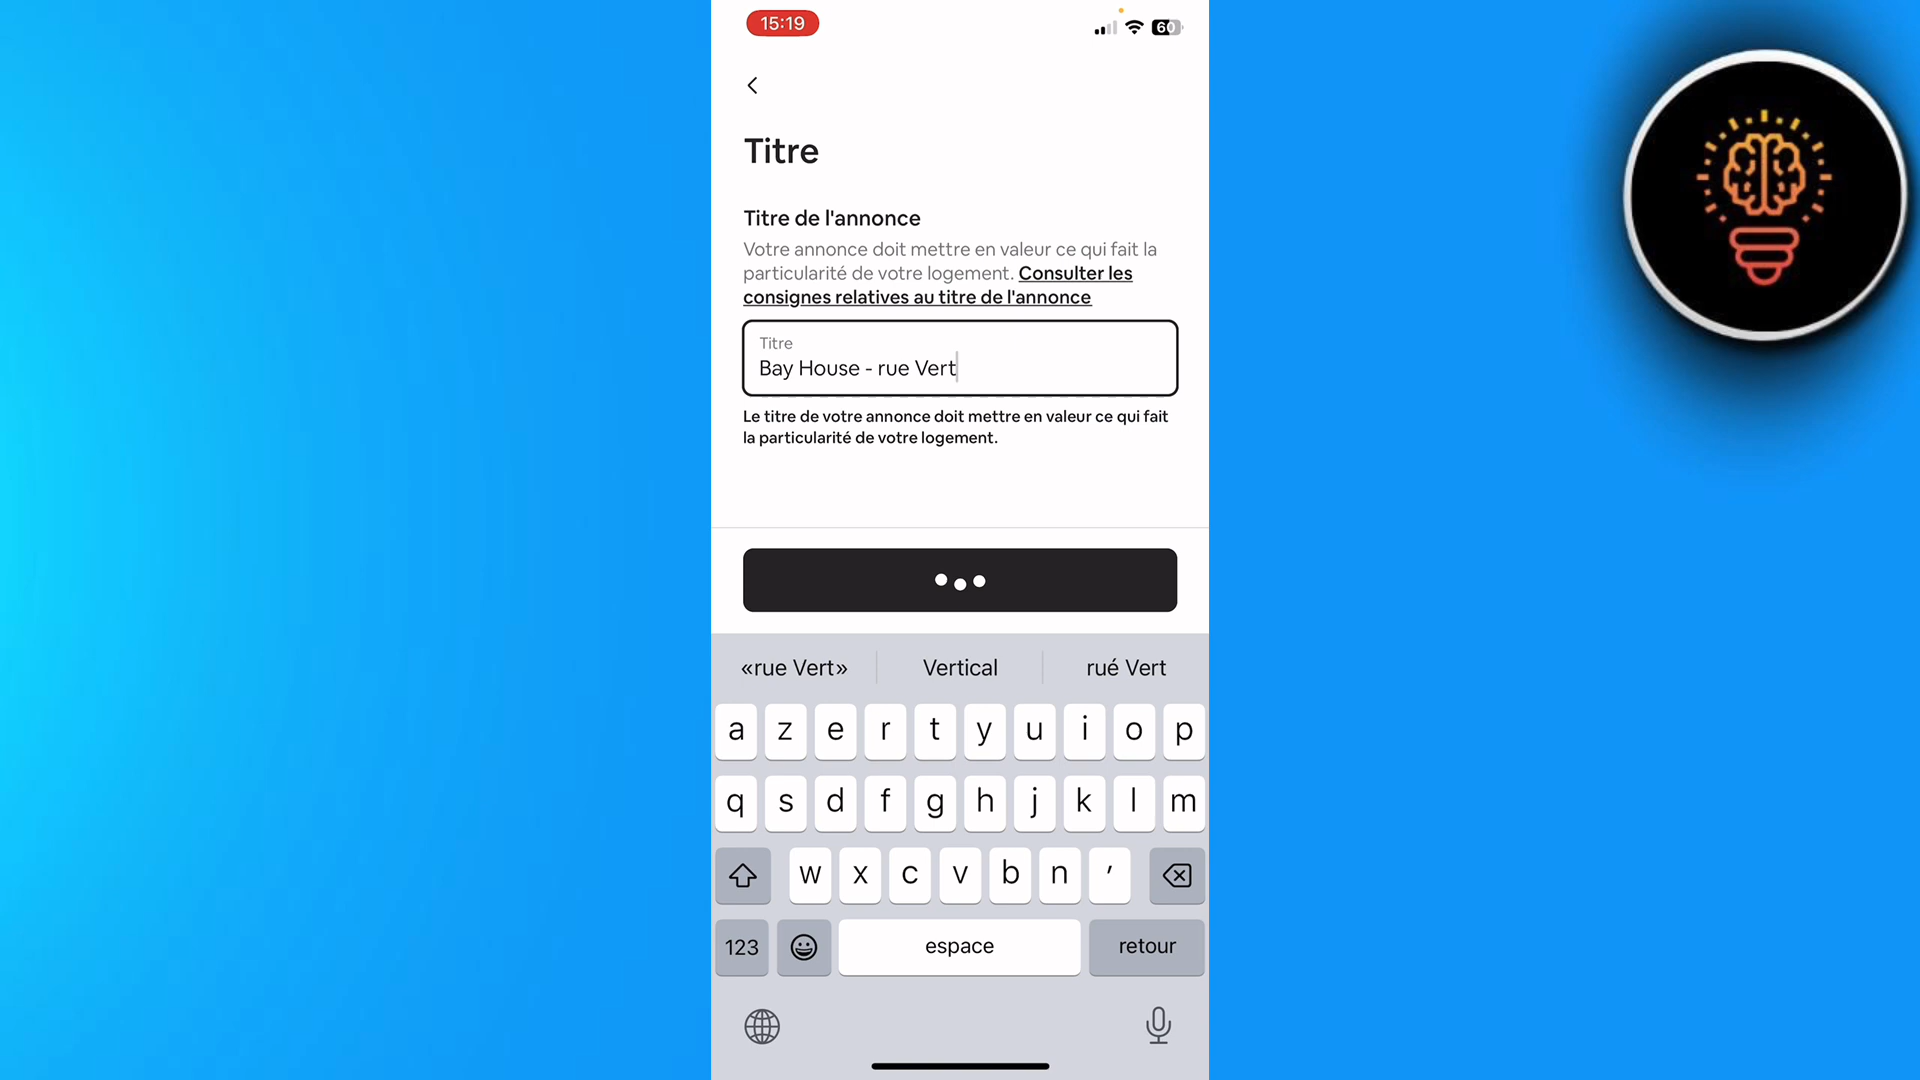 15:19
60
Titre
Titre de l'annonce
Votre annonce doit mettre en valeur ce qui fait la
particularité de votre logement. Consulter les
consignes relatives au titre de l'annonce
Titre
Bay House - rue Vert
Le titre de votre annonce doit mettre en valeur ce qui fait
la particularité de votre logement.
«rue Vert» Vertical rué Vert
a z e r t y u i o p
q s d f g h j k l m
w x c v b n ’
123 espace retour